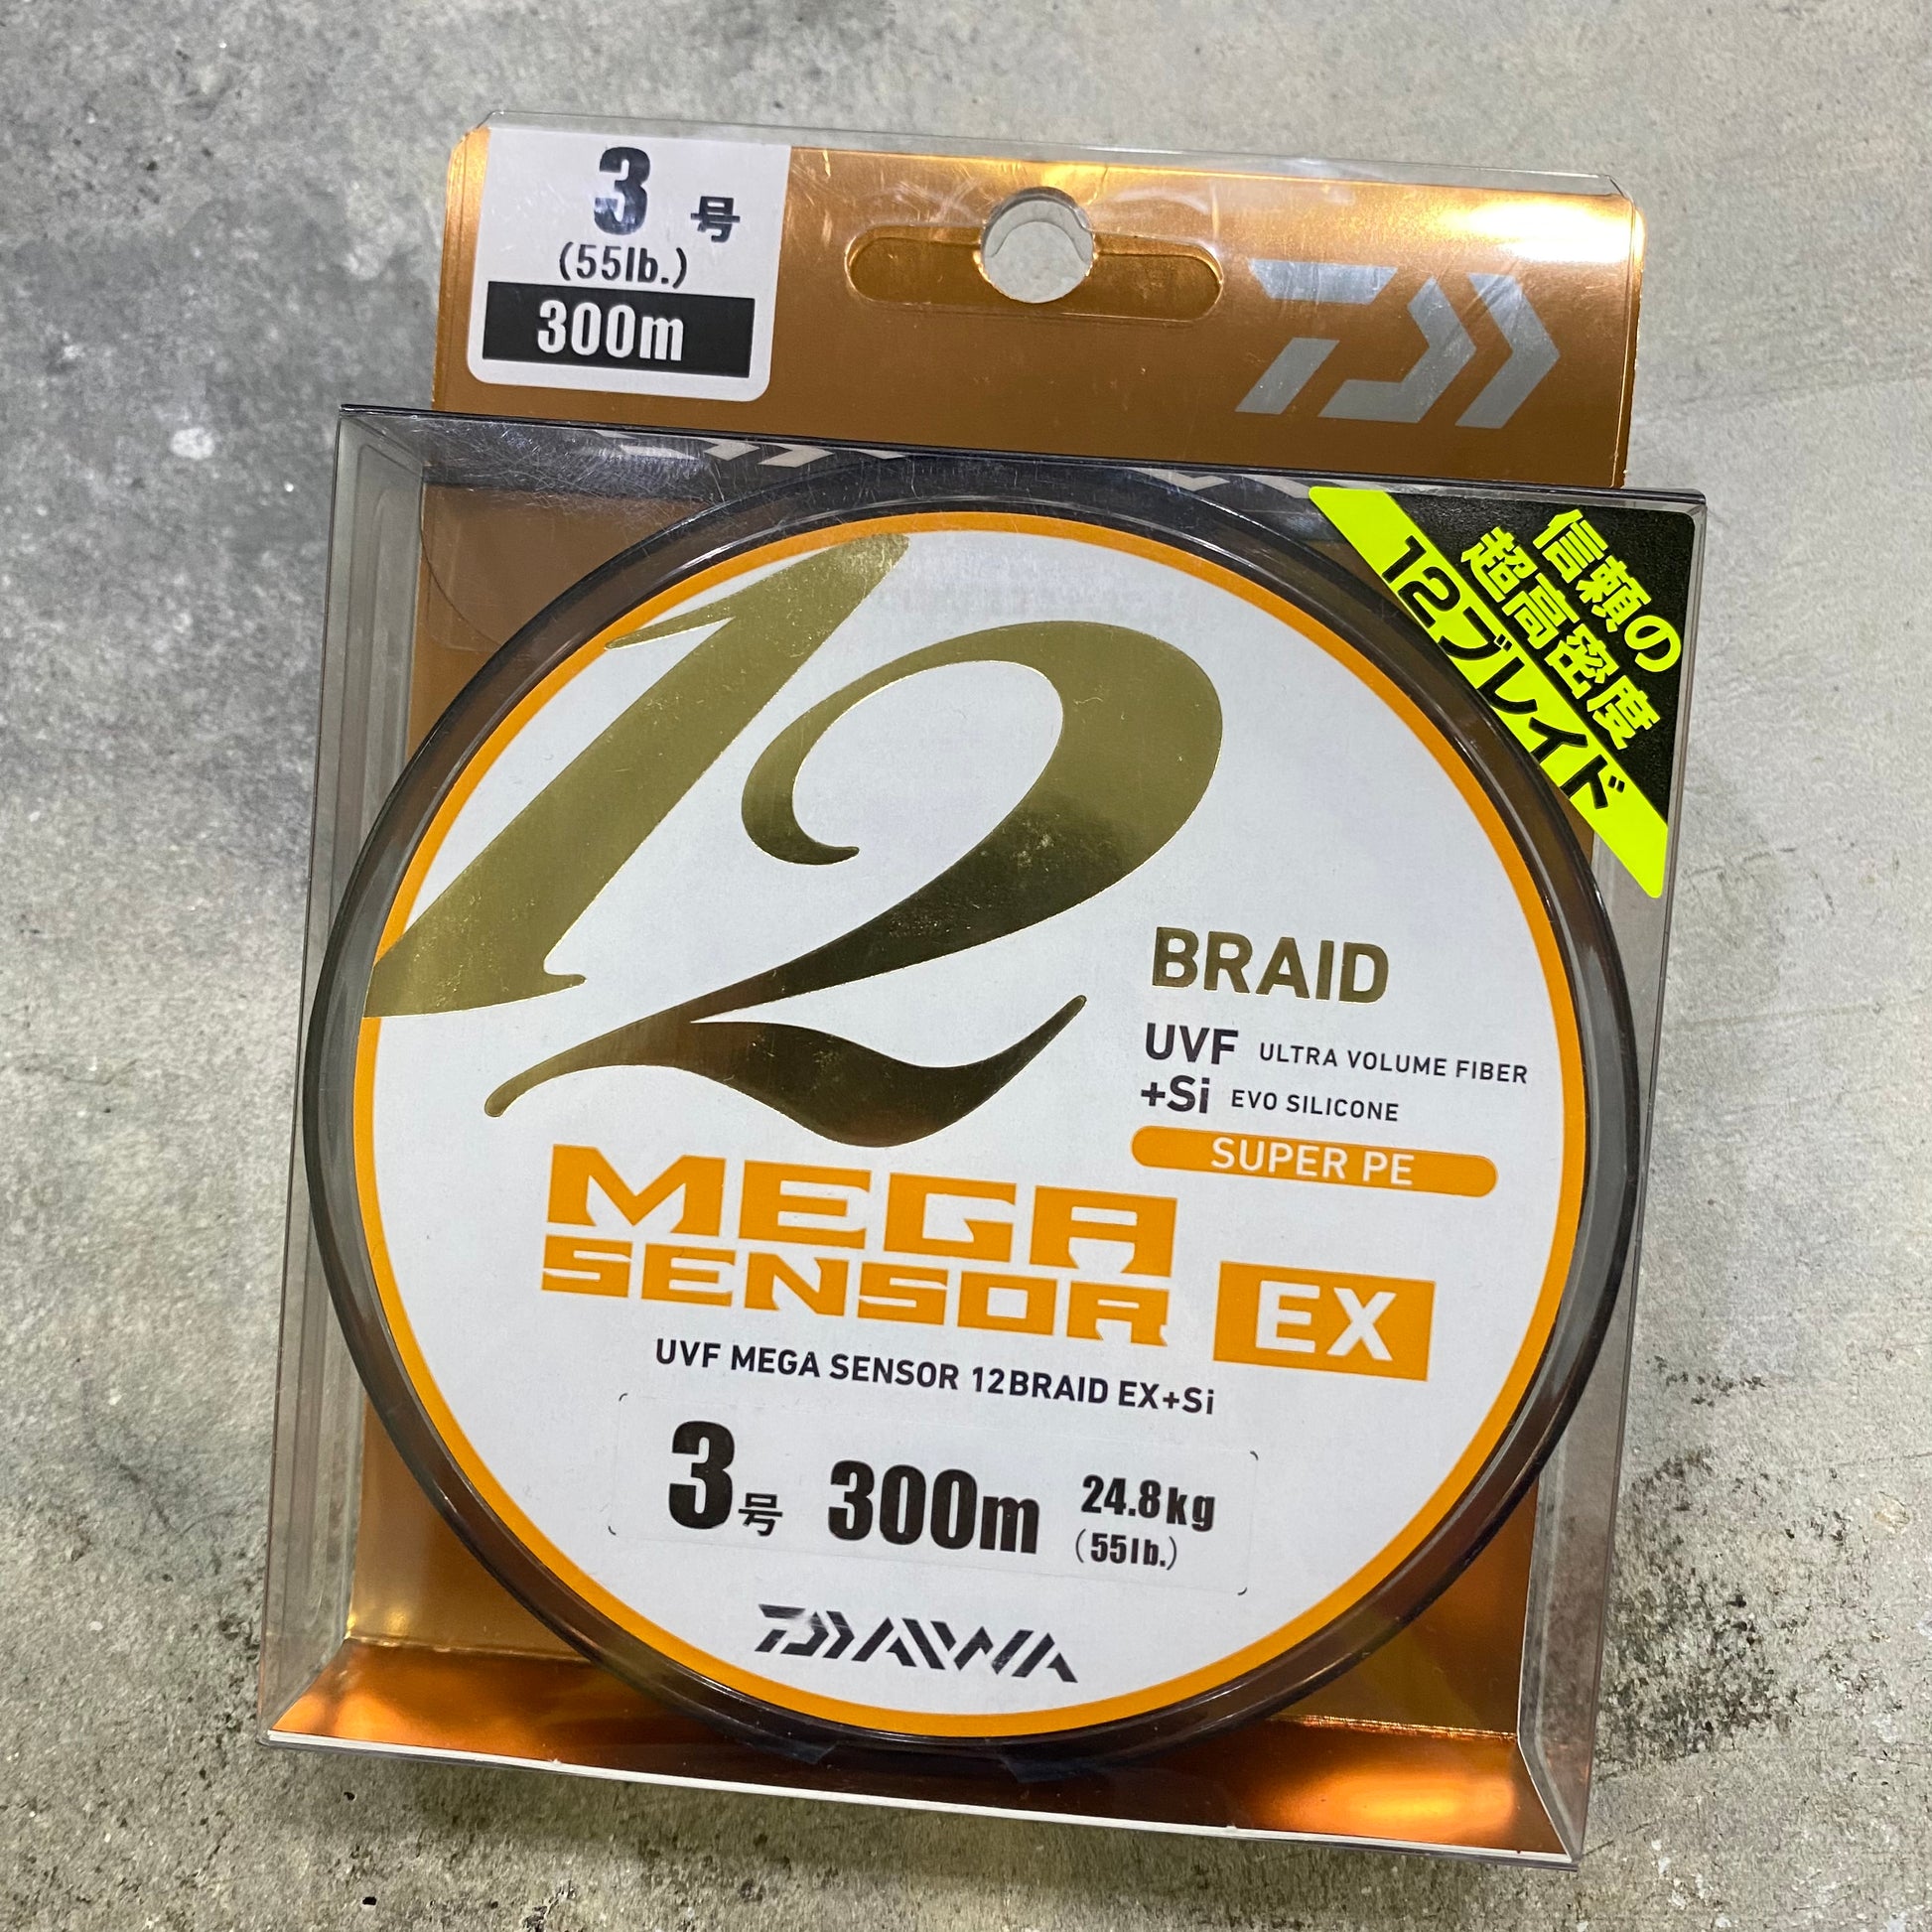 3号
(55lb.)
300m
信頼の
超高密度
12ブレイド
12
BRAID
UVF ULTRA VOLUME FIBER
+Si EVO SILICONE
SUPER PE
MEGA
SENSOR EX
UVF MEGA SENSOR 12BRAID EX+Si
3号 300m 24.8kg
(55lb.)
DAIWA